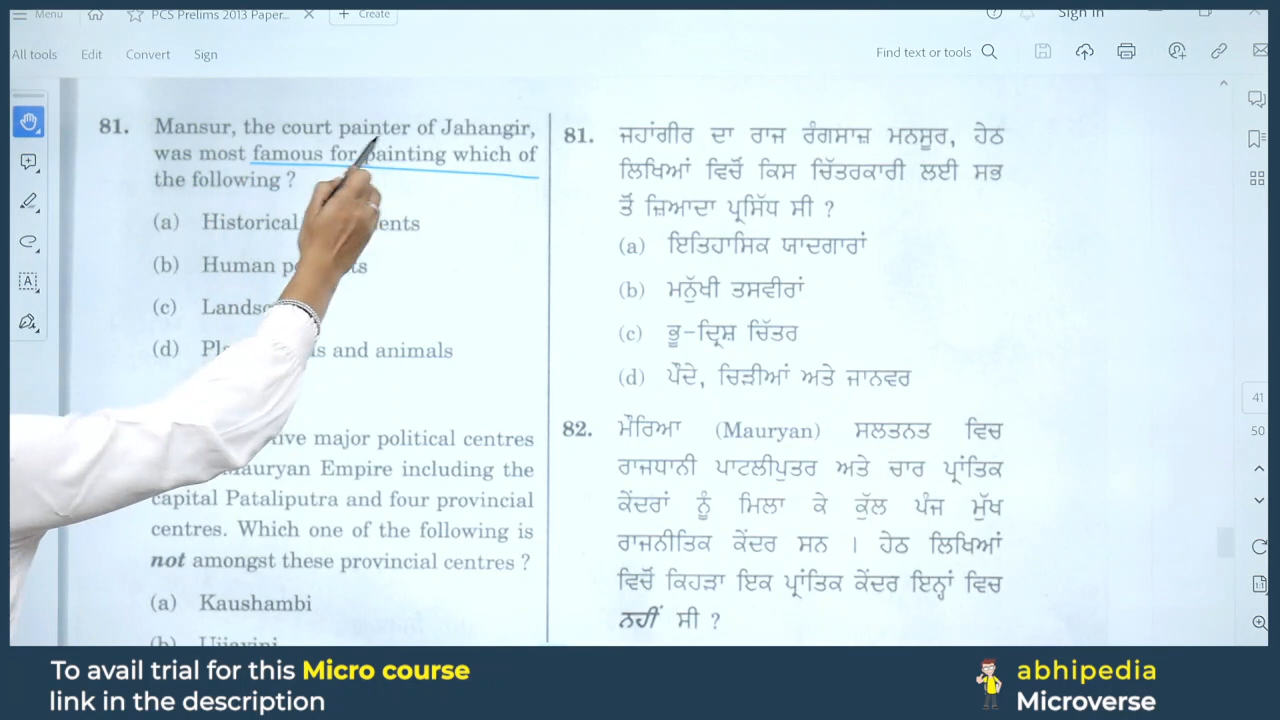 Menu
PCS Prelims 2013 Paper...
Create
Sign in
All tools
Edit
Convert
Sign
Find text or tools
81. Mansur, the court painter of Jahangir,
was most famous for painting which of
the following ?
(a) Historical
(b) Human
(c)
(d) and animals
major political centres
Mauryan Empire including the
capital Pataliputra and four provincial
centres. Which one of the following is
not amongst these provincial centres ?
(a) Kaushambi
(b) Ujjayini
81. ਜਹਾਂਗੀਰ ਦਾ ਰਾਜ ਰੰਗਸਾਜ਼ ਮਨਸੂਰ, ਹੇਠ
ਲਿਖਿਆਂ ਵਿਚੋਂ ਕਿਸ ਚਿੱਤਰਕਾਰੀ ਲਈ ਸਭ
ਤੋਂ ਜ਼ਿਆਦਾ ਪ੍ਰਸਿੱਧ ਸੀ ?
(a) ਇਤਿਹਾਸਿਕ ਯਾਦਗਾਰਾਂ
(b) ਮਨੁੱਖੀ ਤਸਵੀਰਾਂ
(c) ਭੂ-ਦ੍ਰਿਸ਼ ਚਿੱਤਰ
(d) ਪੌਦੇ, ਚਿੜੀਆਂ ਅਤੇ ਜਾਨਵਰ
82. ਮੌਰਿਆ (Mauryan) ਸਲਤਨਤ ਵਿਚ
ਰਾਜਧਾਨੀ ਪਾਟਲੀਪੁਤਰ ਅਤੇ ਚਾਰ ਪ੍ਰਾਂਤਿਕ
ਕੇਂਦਰਾਂ ਨੂੰ ਮਿਲਾ ਕੇ ਕੁੱਲ ਪੰਜ ਮੁੱਖ
ਰਾਜਨੀਤਿਕ ਕੇਂਦਰ ਸਨ । ਹੇਠ ਲਿਖਿਆਂ
ਵਿਚੋਂ ਕਿਹੜਾ ਇਕ ਪ੍ਰਾਂਤਿਕ ਕੇਂਦਰ ਇਨ੍ਹਾਂ ਵਿਚ
ਨਹੀਂ ਸੀ ?
41
50
To avail trial for this Micro course
link in the description
abhipedia
Microverse